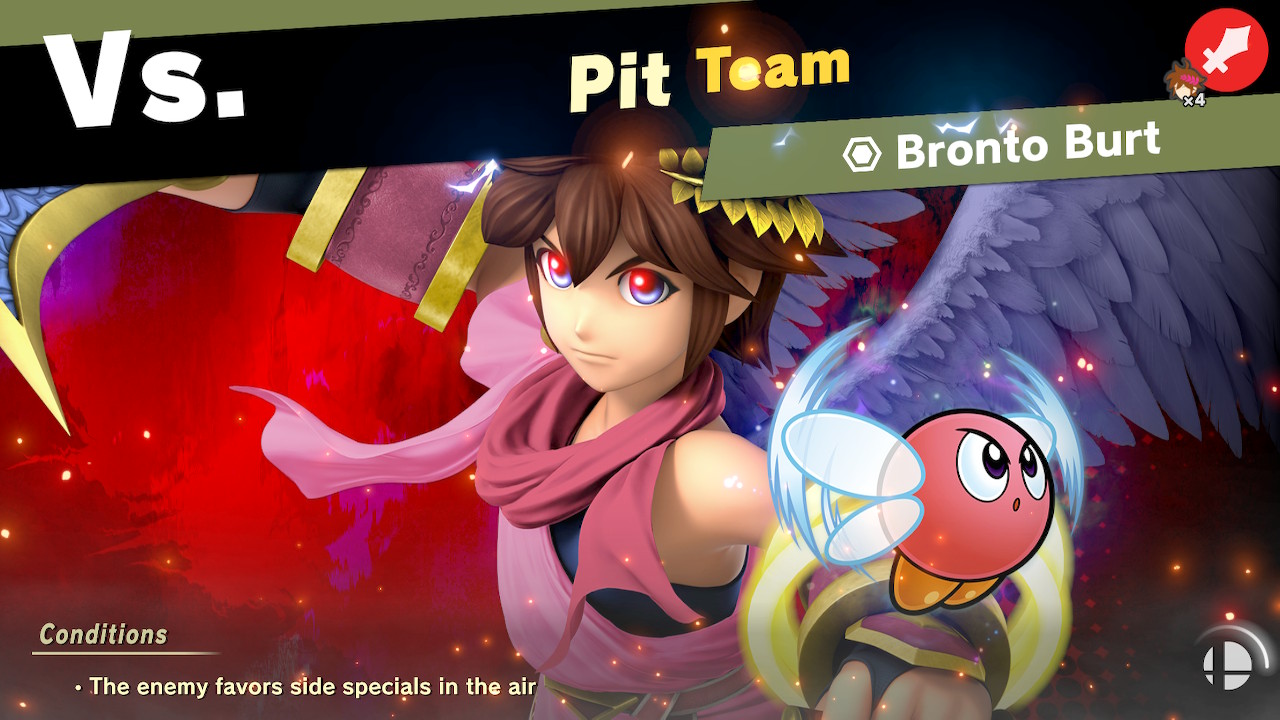 Vs.
Pit Team
×4
Bronto Burt
Conditions
• The enemy favors side specials in the air